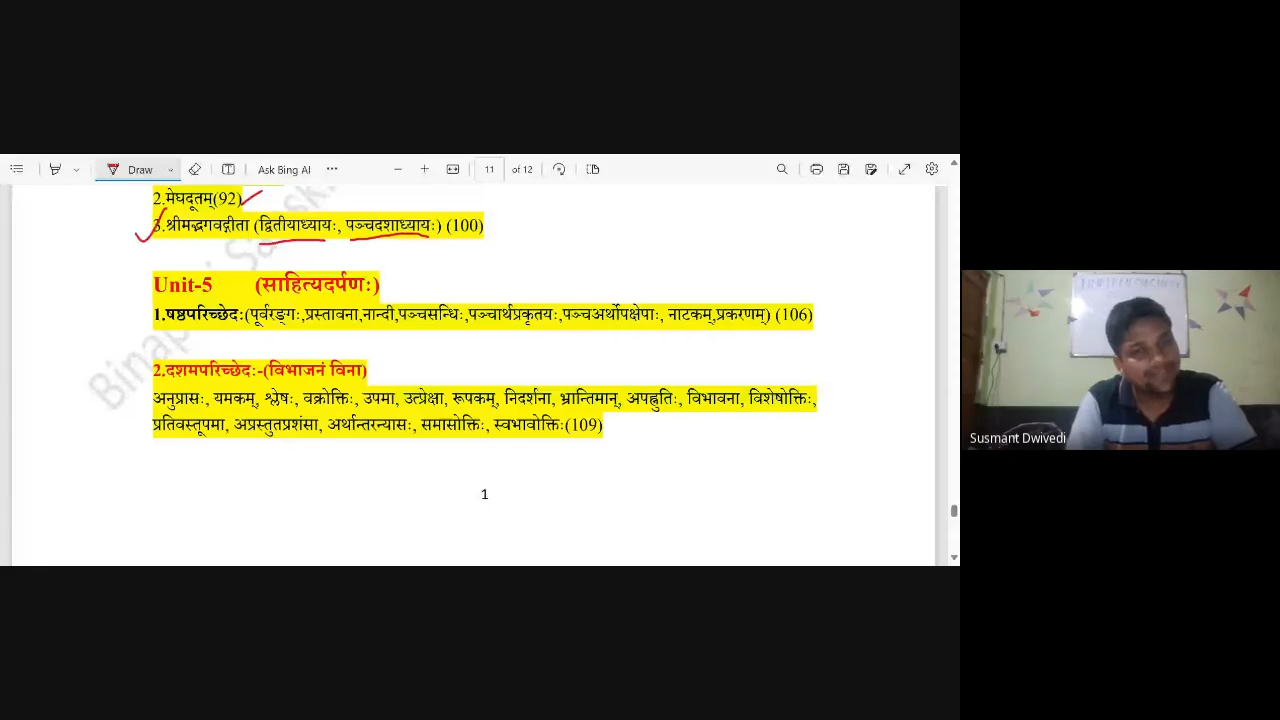 Draw
Ask Bing AI
11 of 12
2.मेघदूतम्(92)
3.श्रीमद्भगवद्गीता (द्वितीयाध्यायः, पञ्चदशाध्यायः) (100)
Unit-5 (साहित्यदर्पणः)
1.षष्ठपरिच्छेदः(पूर्वरङ्गः,प्रस्तावना,नान्दी,पञ्चसन्धिः,पञ्चार्थप्रकृतयः,पञ्चअर्थोपक्षेपाः, नाटकम्,प्रकरणम्) (106)
2.दशमपरिच्छेदः-(विभाजनं विना)
अनुप्रासः, यमकम्, श्लेषः, वक्रोक्तिः, उपमा, उत्प्रेक्षा, रूपकम्, निदर्शना, भ्रान्तिमान्, अपह्नुतिः, विभावना, विशेषोक्तिः,
प्रतिवस्तूपमा, अप्रस्तुतप्रशंसा, अर्थान्तरन्यासः, समासोक्तिः, स्वभावोक्तिः(109)
1
Susmant Dwivedi